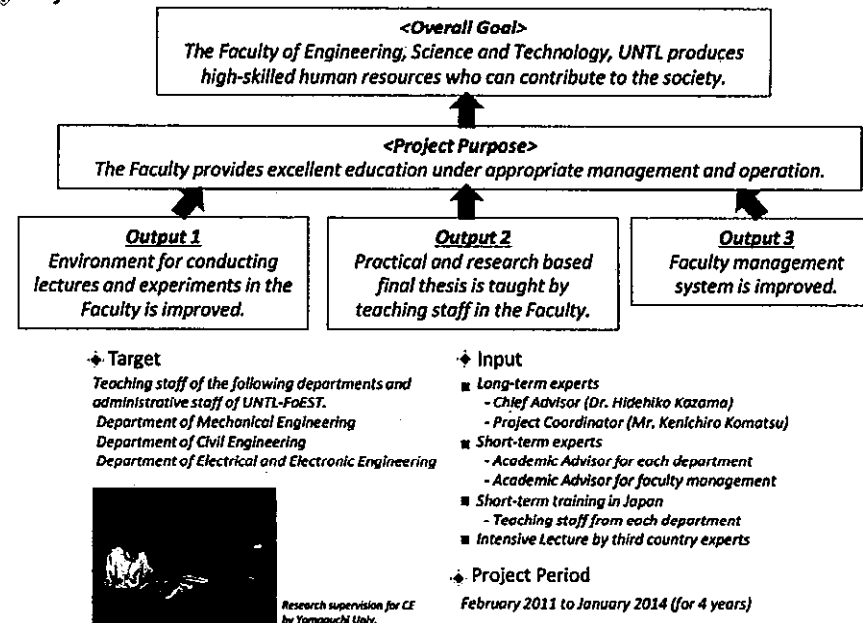 <Overall Goal>
The Faculty of Engineering, Science and Technology, UNTL produces
high-skilled human resources who can contribute to the society.
<Project Purpose>
The Faculty provides excellent education under appropriate management and operation.
Output 1
Environment for conducting
lectures and experiments in the
Faculty is improved.
Output 2
Practical and research based
final thesis is taught by
teaching staff in the Faculty.
Output 3
Faculty management
system is improved.
Target
Teaching staff of the following departments and
administrative staff of UNTL-FoEST.
Department of Mechanical Engineering
Department of Civil Engineering
Department of Electrical and Electronic Engineering
Research supervision for CE
by Yamaguchi Univ.
Input
Long-term experts
- Chief Advisor (Dr. Hidehiko Kazama)
- Project Coordinator (Mr. Kenichiro Komatsu)
Short-term experts
- Academic Advisor for each department
- Academic Advisor for faculty management
Short-term training in Japan
- Teaching staff from each department
Intensive Lecture by third country experts
Project Period
February 2011 to January 2014 (for 4 years)